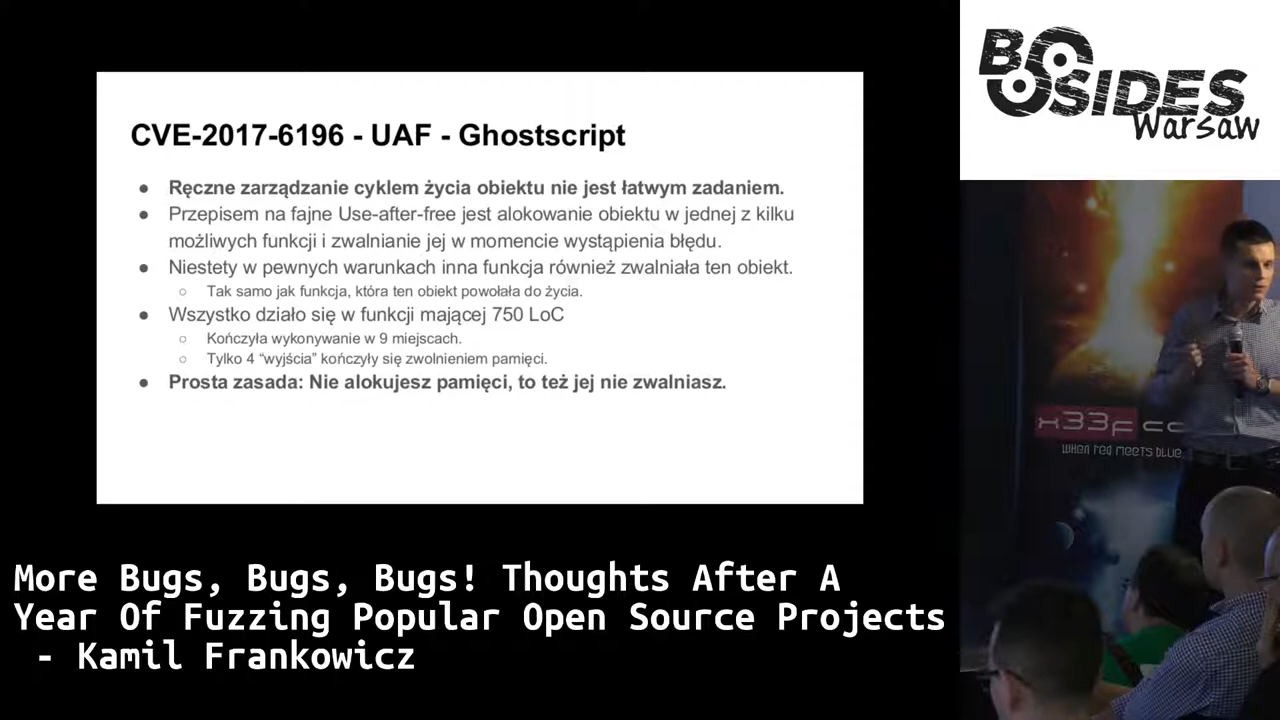 CVE-2017-6196 - UAF - Ghostscript
● Ręczne zarządzanie cyklem życia obiektu nie jest łatwym zadaniem.
● Przepisem na fajne Use-after-free jest alokowanie obiektu w jednej z kilku
możliwych funkcji i zwalnianie jej w momencie wystąpienia błędu.
● Niestety w pewnych warunkach inna funkcja również zwalniała ten obiekt.
○ Tak samo jak funkcja, która ten obiekt powołała do życia.
● Wszystko działo się w funkcji mającej 750 LoC
○ Kończyła wykonywanie w 9 miejscach.
○ Tylko 4 “wyjścia” kończyły się zwolnieniem pamięci.
● Prosta zasada: Nie alokujesz pamięci, to też jej nie zwalniasz.
BSIDES
Warsaw
x33f co
when red meets blue
More Bugs, Bugs, Bugs! Thoughts After A
Year Of Fuzzing Popular Open Source Projects
- Kamil Frankowicz